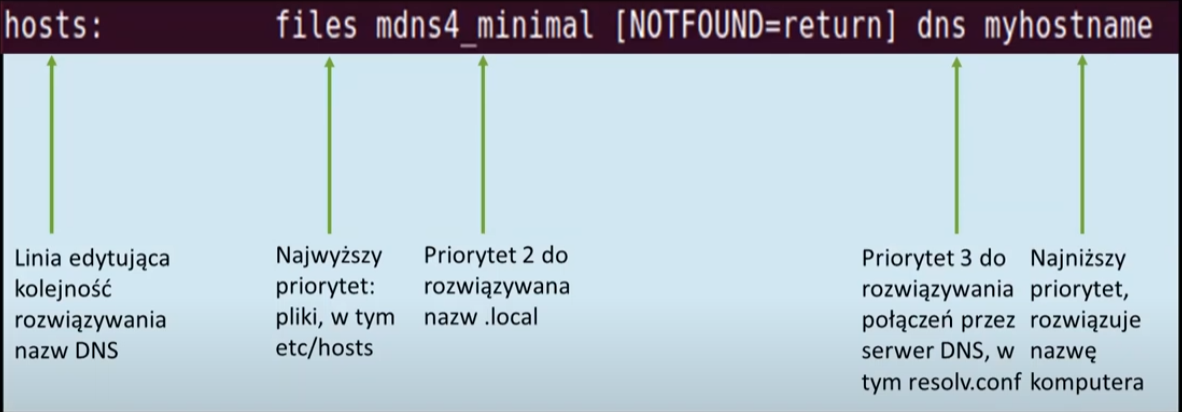 hosts: files mdns4_minimal [NOTFOUND=return] dns myhostname
Linia edytująca
kolejność
rozwiązywania
nazw DNS
Najwyższy
priorytet:
pliki, w tym
etc/hosts
Priorytet 2 do
rozwiązywana
nazw .local
Priorytet 3 do
rozwiązywania
połączeń przez
serwer DNS, w
tym resolv.conf
Najniższy
priorytet,
rozwiązuje
nazwę
komputera